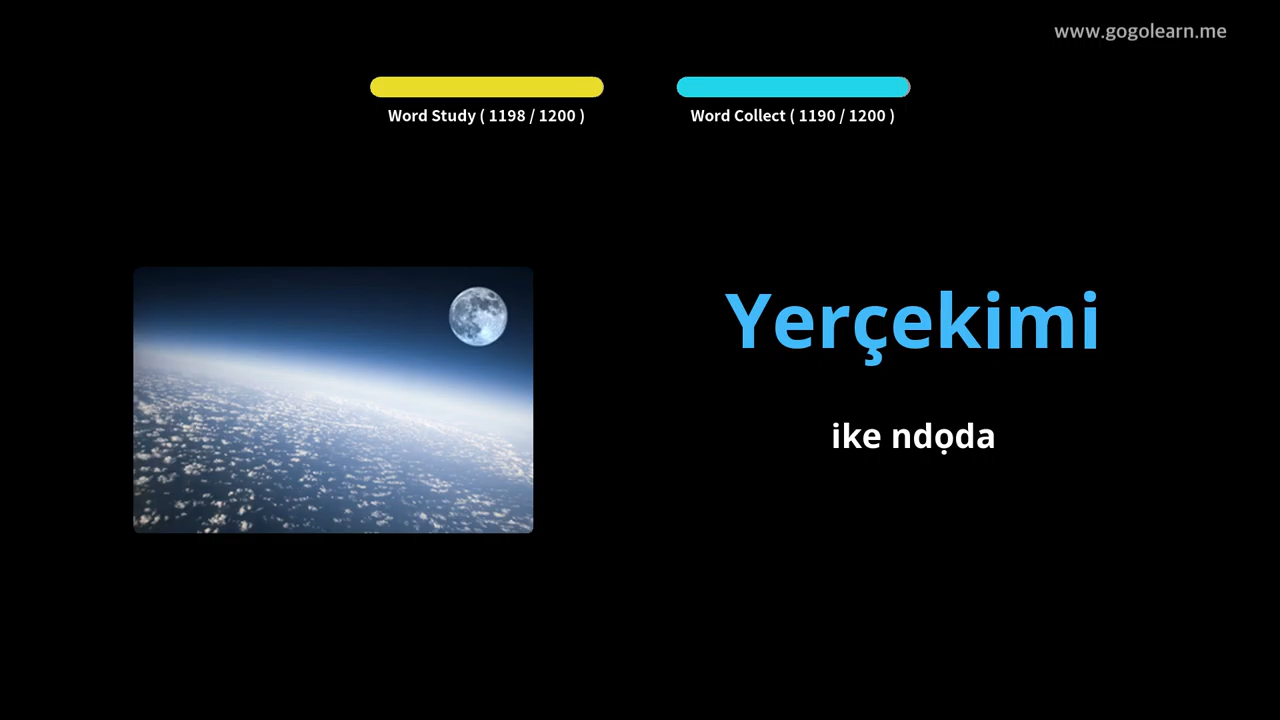 www.gogolearn.me
Word Study ( 1198 / 1200 )
Word Collect ( 1190 / 1200 )
Yerçekimi
ike ndọda